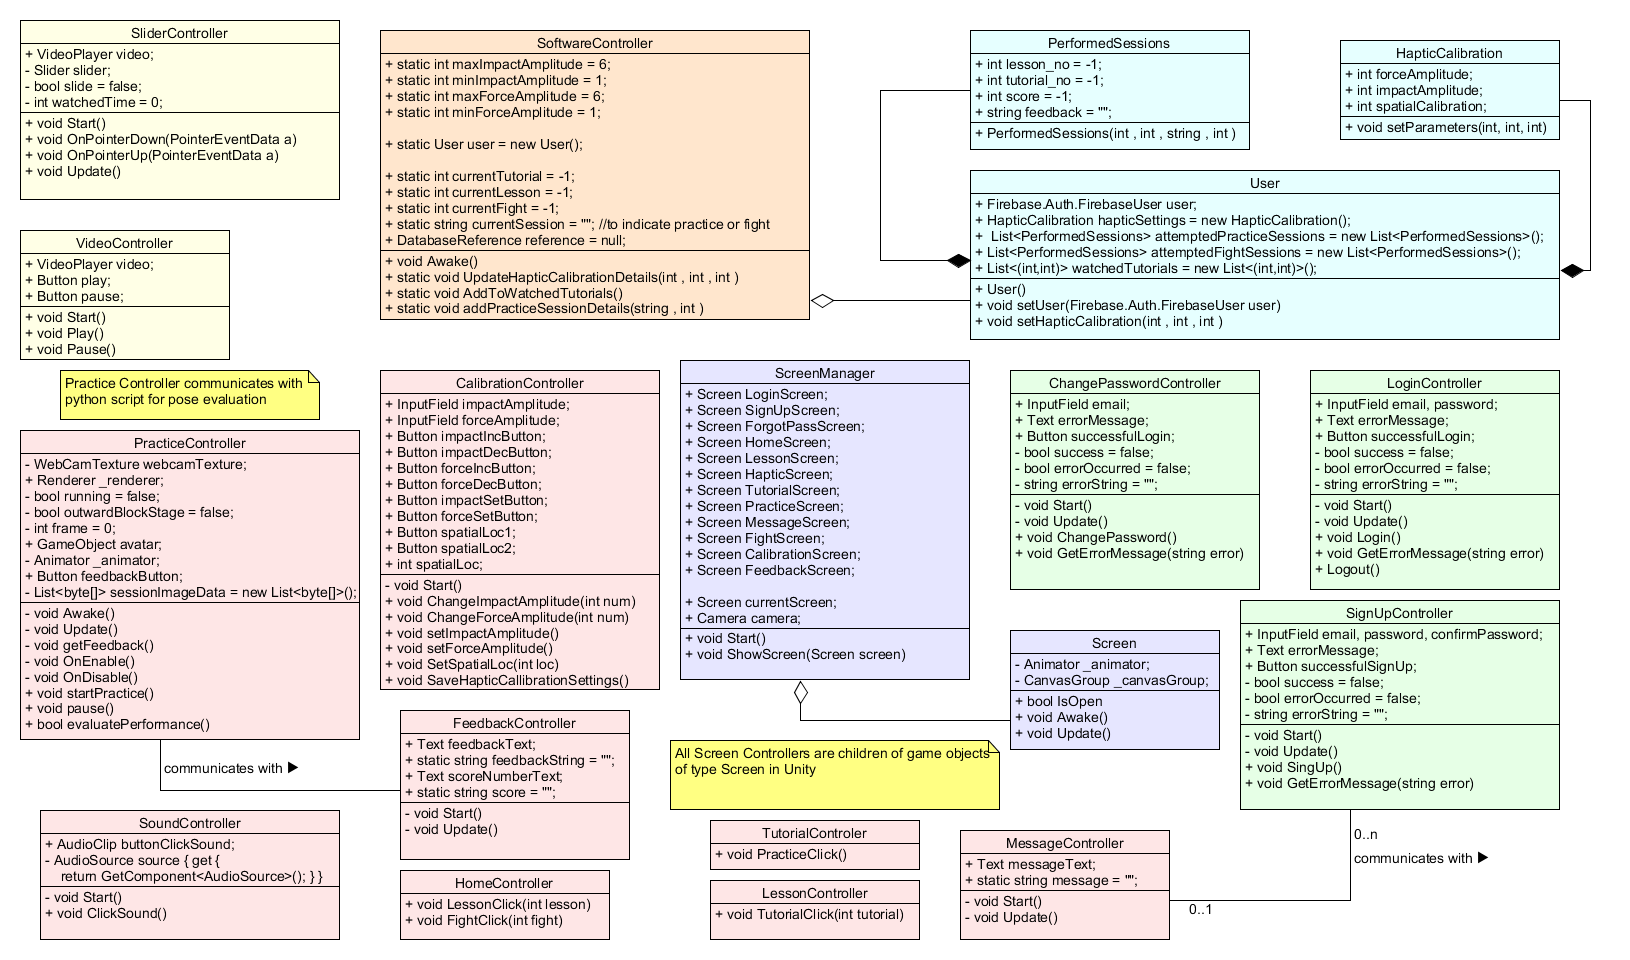 SliderController
+ VideoPlayer video;
- Slider slider;
- bool slide = false;
- int watchedTime = 0;
+ void Start()
+ void OnPointerDown(PointerEventData a)
+ void OnPointerUp(PointerEventData a)
+ void Update()
VideoController
+ VideoPlayer video;
+ Button play;
+ Button pause;
+ void Start()
+ void Play()
+ void Pause()
SoftwareController
+ static int maxImpactAmplitude = 6;
+ static int minImpactAmplitude = 1;
+ static int maxForceAmplitude = 6;
+ static int minForceAmplitude = 1;
+ static User user = new User();
+ static int currentTutorial = -1;
+ static int currentLesson = -1;
+ static int currentFight = -1;
+ static string currentSession = ""; //to indicate practice or fight
+ DatabaseReference reference = null;
+ void Awake()
+ static void UpdateHapticCalibrationDetails(int , int , int )
+ static void AddToWatchedTutorials()
+ static void addPracticeSessionDetails(string , int )
PerformedSessions
+ int lesson_no = -1;
+ int tutorial_no = -1;
+ int score = -1;
+ string feedback = "";
+ PerformedSessions(int , int , string , int )
HapticCalibration
+ int forceAmplitude;
+ int impactAmplitude;
+ int spatialCalibration;
+ void setParameters(int, int, int)
User
+ Firebase.Auth.FirebaseUser user;
+ HapticCalibration hapticSettings = new HapticCalibration();
+  List<PerformedSessions> attemptedPracticeSessions = new List<PerformedSessions>();
+ List<PerformedSessions> attemptedFightSessions = new List<PerformedSessions>();
+ List<(int,int)> watchedTutorials = new List<(int,int)>();
+ User()
+ void setUser(Firebase.Auth.FirebaseUser user)
+ void setHapticCalibration(int , int , int )
Practice Controller communicates with
python script for pose evaluation
PracticeController
- WebCamTexture webcamTexture;
+ Renderer _renderer;
- bool running = false;
- bool outwardBlockStage = false;
- int frame = 0;
+ GameObject avatar;
- Animator _animator;
+ Button feedbackButton;
- List<byte[]> sessionImageData = new List<byte[]>();
- void Awake()
- void Update()
- void getFeedback()
- void OnEnable()
- void OnDisable()
+ void startPractice()
+ void pause()
+ bool evaluatePerformance()
communicates with ▶
CalibrationController
+ InputField impactAmplitude;
+ InputField forceAmplitude;
+ Button impactIncButton;
+ Button impactDecButton;
+ Button forceIncButton;
+ Button forceDecButton;
+ Button impactSetButton;
+ Button forceSetButton;
+ Button spatialLoc1;
+ Button spatialLoc2;
+ int spatialLoc;
- void Start()
+ void ChangeImpactAmplitude(int num)
+ void ChangeForceAmplitude(int num)
+ void setImpactAmplitude()
+ void setForceAmplitude()
+ void SetSpatialLoc(int loc)
+ void SaveHapticCallibrationSettings()
ScreenManager
+ Screen LoginScreen;
+ Screen SignUpScreen;
+ Screen ForgotPassScreen;
+ Screen HomeScreen;
+ Screen LessonScreen;
+ Screen HapticScreen;
+ Screen TutorialScreen;
+ Screen PracticeScreen;
+ Screen MessageScreen;
+ Screen FightScreen;
+ Screen CalibrationScreen;
+ Screen FeedbackScreen;
+ Screen currentScreen;
+ Camera camera;
+ void Start()
+ void ShowScreen(Screen screen)
ChangePasswordController
+ InputField email;
+ Text errorMessage;
+ Button successfulLogin;
- bool success = false;
- bool errorOccurred = false;
- string errorString = "";
- void Start()
- void Update()
+ void ChangePassword()
+ void GetErrorMessage(string error)
LoginController
+ InputField email, password;
+ Text errorMessage;
+ Button successfulLogin;
- bool success = false;
- bool errorOccurred = false;
- string errorString = "";
- void Start()
- void Update()
+ void Login()
+ void GetErrorMessage(string error)
+ Logout()
Screen
- Animator _animator;
- CanvasGroup _canvasGroup;
+ bool IsOpen
+ void Awake()
+ void Update()
SignUpController
+ InputField email, password, confirmPassword;
+ Text errorMessage;
+ Button successfulSignUp;
- bool success = false;
- bool errorOccurred = false;
- string errorString = "";
- void Start()
- void Update()
+ void SingUp()
+ void GetErrorMessage(string error)
FeedbackController
+ Text feedbackText;
+ static string feedbackString = "";
+ Text scoreNumberText;
+ static string score = "";
- void Start()
- void Update()
All Screen Controllers are children of game objects
of type Screen in Unity
SoundController
+ AudioClip buttonClickSound;
- AudioSource source { get {
return GetComponent<AudioSource>(); } }
- void Start()
+ void ClickSound()
HomeController
+ void LessonClick(int lesson)
+ void FightClick(int fight)
TutorialControler
+ void PracticeClick()
LessonController
+ void TutorialClick(int tutorial)
MessageController
+ Text messageText;
+ static string message = "";
- void Start()
- void Update()
0..n
communicates with ▶
0..1